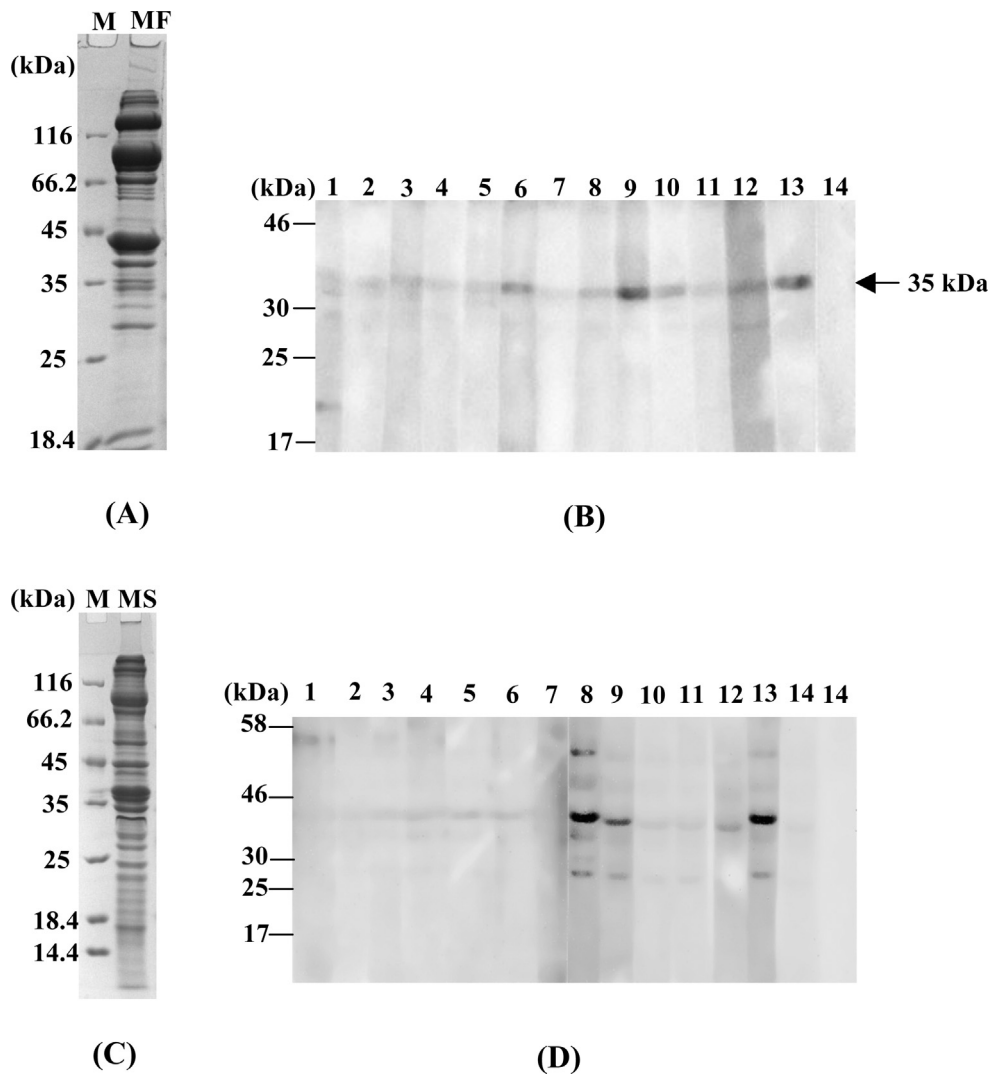 M MF
(kDa)
116
66.2
45
35
25
18.4
(A)
(kDa) 1 2 3 4 5 6 7 8 9 10 11 12 13 14
46
30
25
17
35 kDa
(B)
(kDa) M MS
116
66.2
45
35
25
18.4
14.4
(C)
(kDa) 1 2 3 4 5 6 7 8 9 10 11 12 13 14 14
58
46
30
25
17
(D)